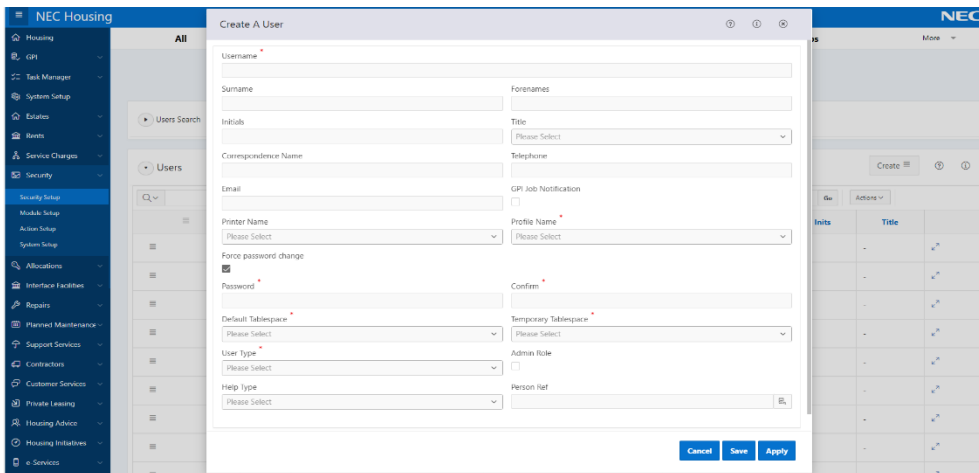 NEC Housing
NEC
Create A User
Housing
GPI
Task Manager
System Setup
Estates
Rents
Service Charges
Security
Security Setup
Module Setup
Action Setup
System Setup
Allocations
Interface Facilities
Repairs
Planned Maintenance
Support Services
Contractors
Customer Services
Private Leasing
Housing Advice
Housing Initiatives
e-Services
All
More
Users Search
Users
Create
Go
Actions
Inits
Title
Username *
Surname
Forenames
Initials
Title
Please Select
Correspondence Name
Telephone
Email
GPI Job Notification
Printer Name
Profile Name *
Please Select
Please Select
Force password change
Password *
Confirm *
Default Tablespace *
Temporary Tablespace *
Please Select
Please Select
User Type *
Admin Role
Please Select
Help Type
Person Ref
Please Select
Cancel
Save
Apply